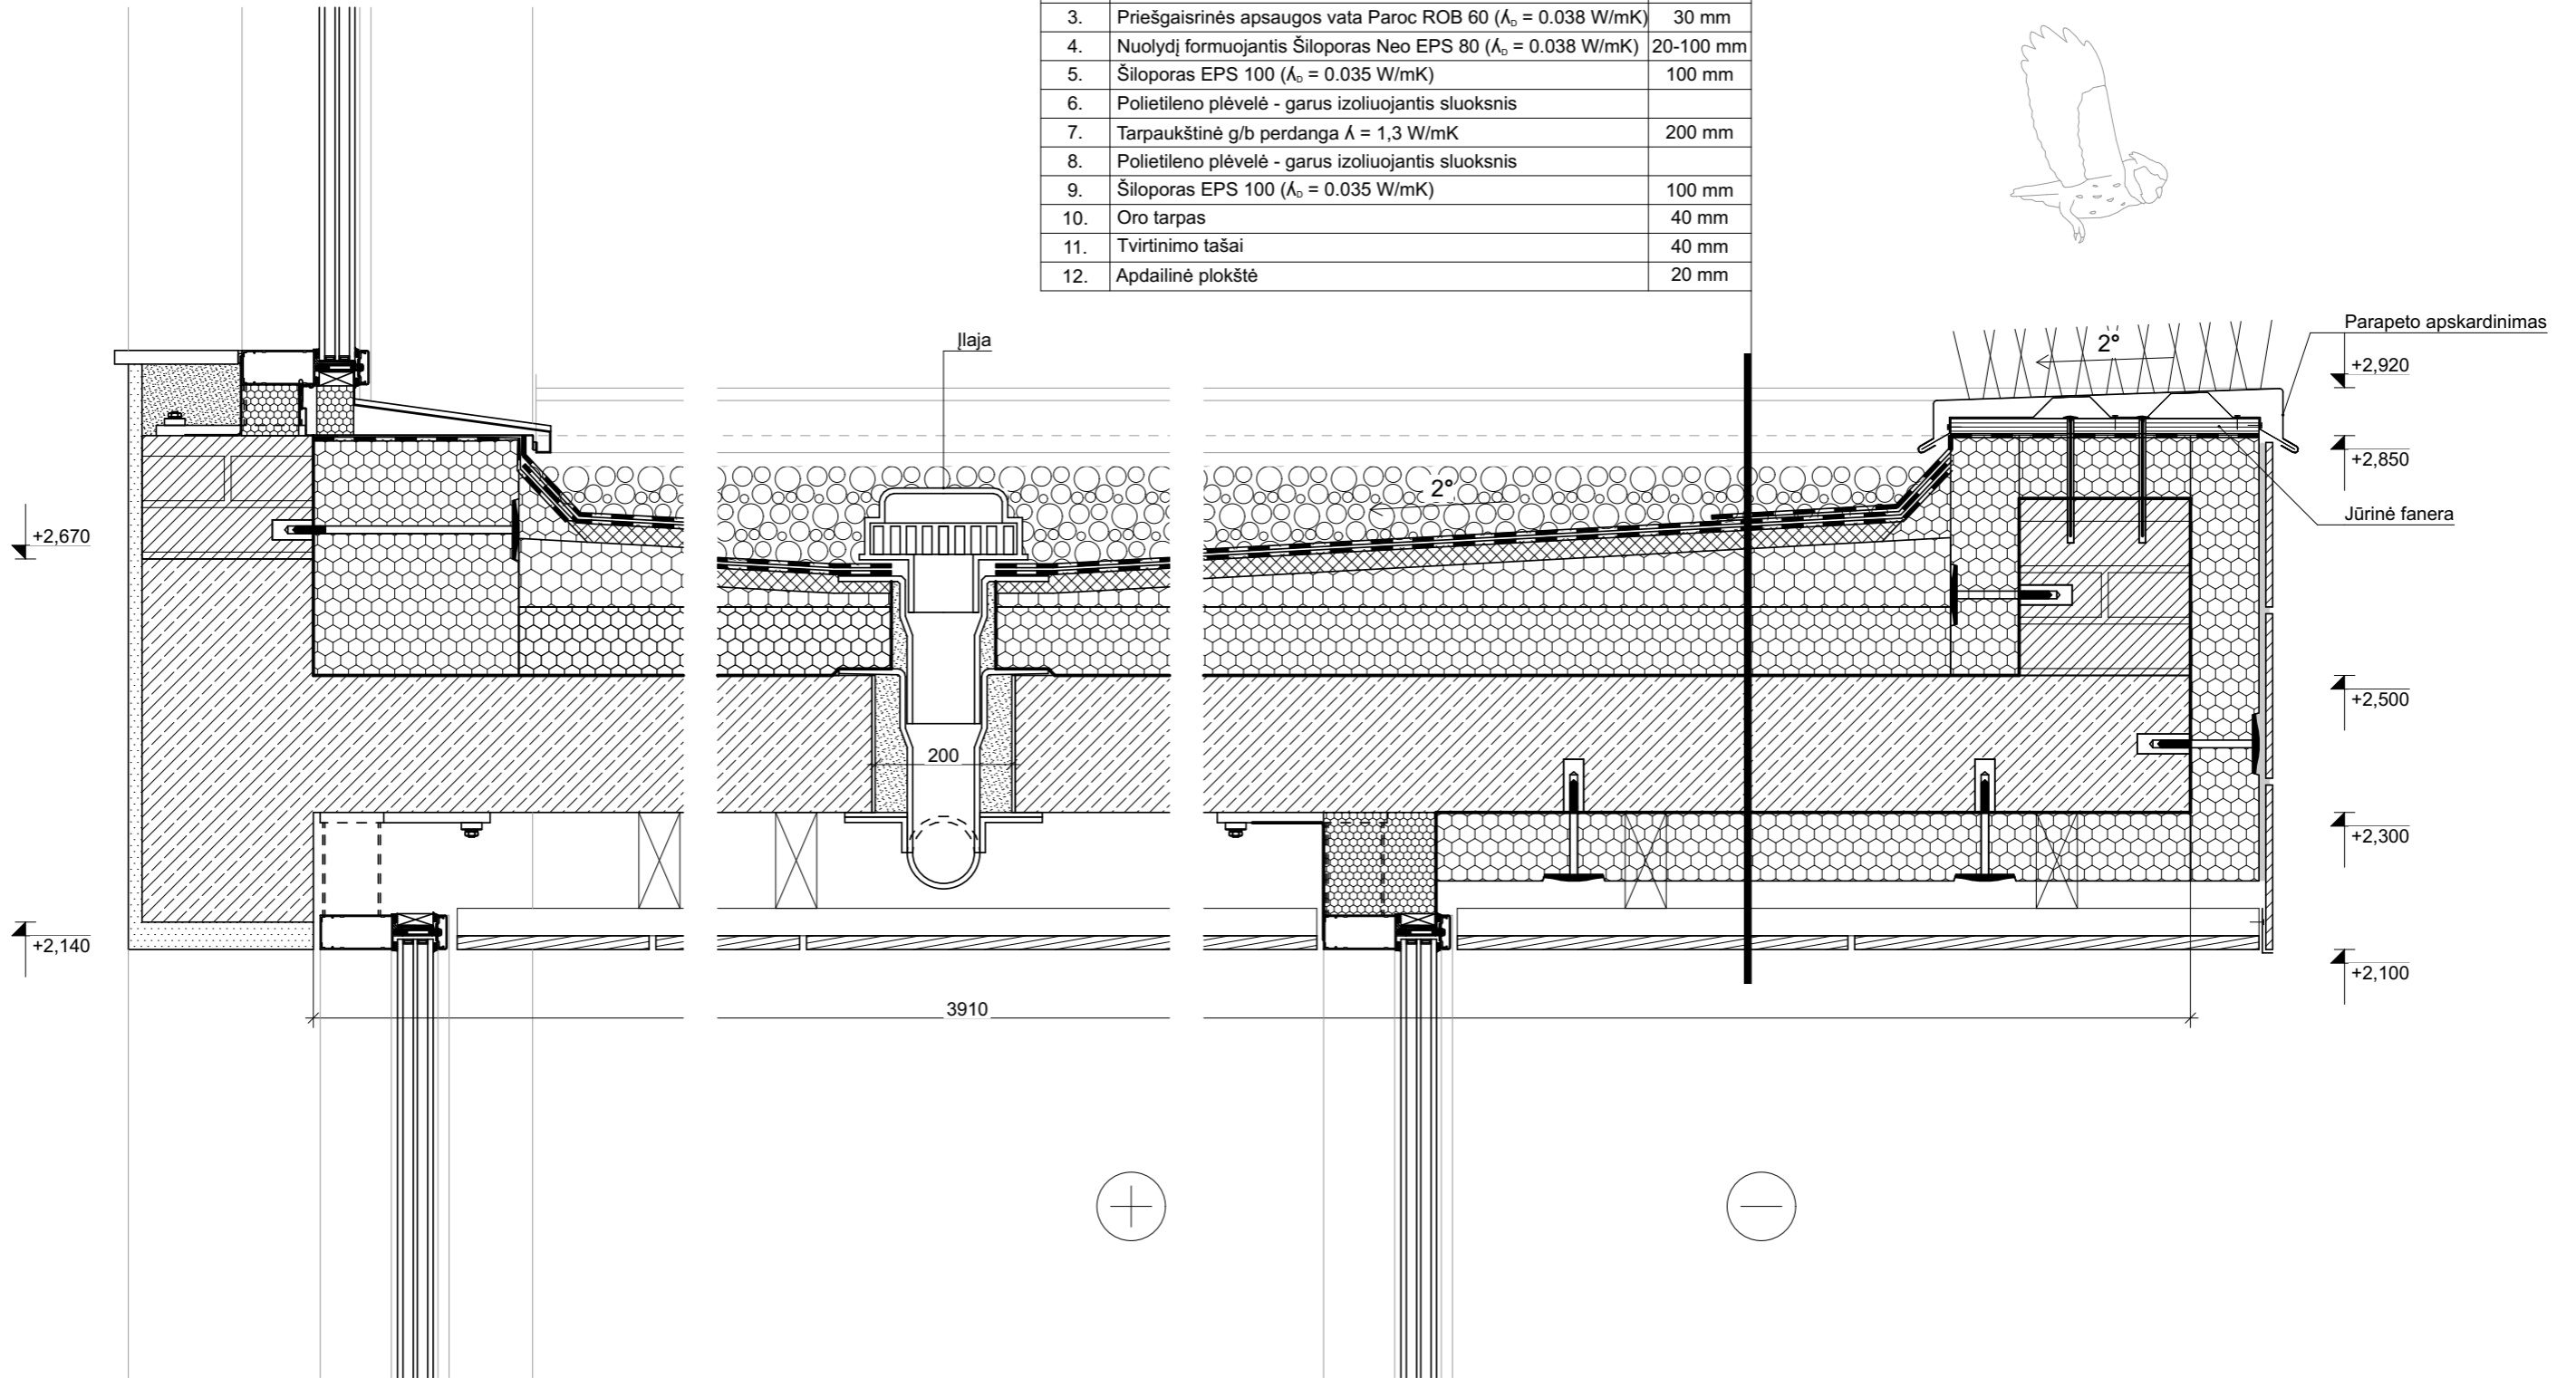 3. Priešgaisrinės apsaugos vata Paroc ROB 60 (ʎD = 0.038 W/mK) 30 mm
4. Nuolydį formuojantis Šiloporas Neo EPS 80 (ʎD = 0.038 W/mK) 20-100 mm
5. Šiloporas EPS 100 (ʎD = 0.035 W/mK) 100 mm
6. Polietileno plėvelė - garus izoliuojantis sluoksnis
7. Tarpaukštinė g/b perdanga ʎ = 1,3 W/mK 200 mm
8. Polietileno plėvelė - garus izoliuojantis sluoksnis
9. Šiloporas EPS 100 (ʎD = 0.035 W/mK) 100 mm
10. Oro tarpas 40 mm
11. Tvirtinimo tašai 40 mm
12. Apdailinė plokštė 20 mm
Parapeto apskardinimas
Įlaja
2°
+2,920
+2,850
2°
Jūrinė fanera
+2,670
+2,500
200
+2,300
+2,140
+2,100
3910